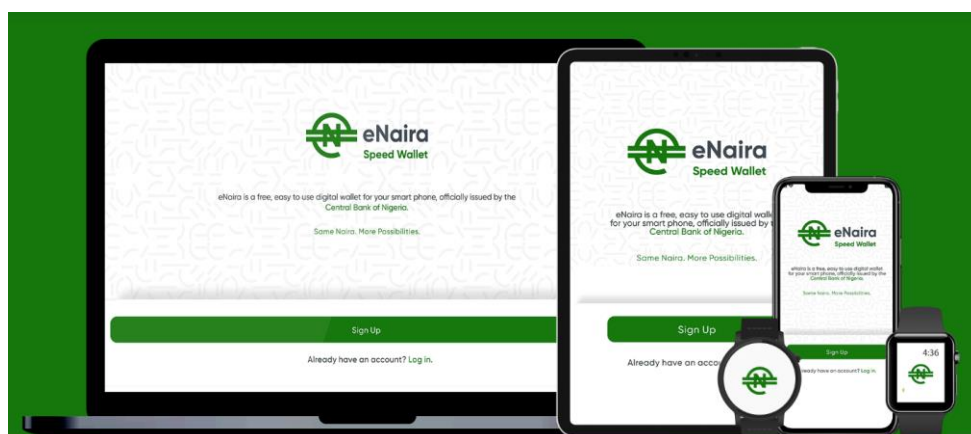 eNaira
Speed Wallet
eNaira is a free, easy to use digital wallet for your smart phone, officially issued by the
Central Bank of Nigeria.
Same Naira. More Possibilities.
Sign Up
Already have an account? Log in.
eNaira
Speed Wallet
eNaira is a free, easy to use digital
for your smart phone, officially issued by
Central Bank of Nigeria.
Same Naira. More Possibilities.
Sign Up
Already have an
eNaira
Speed Wallet
eNaira is a free, easy to use digital wallet
for your smart phone, officially issued by the
Central Bank of Nigeria.
Same Naira. More Possibilities.
Sign Up
have an account? Log in.
4:36